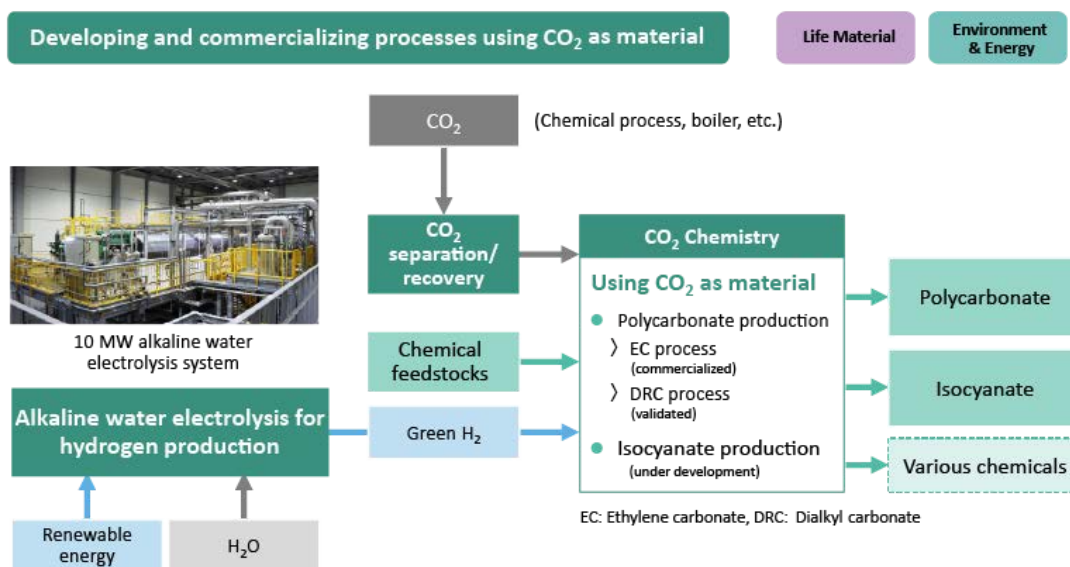 Developing and commercializing processes using CO₂ as material
Life Material
Environment
& Energy
CO₂
(Chemical process, boiler, etc.)
CO₂
separation/
recovery
CO₂ Chemistry
Using CO₂ as material
Polycarbonate production
〉 EC process
(commercialized)
〉 DRC process
(validated)
Isocyanate production
(under development)
Polycarbonate
Isocyanate
Various chemicals
10 MW alkaline water
electrolysis system
Chemical
feedstocks
Alkaline water electrolysis for
hydrogen production
Green H₂
Renewable
energy
H₂O
EC: Ethylene carbonate, DRC: Dialkyl carbonate